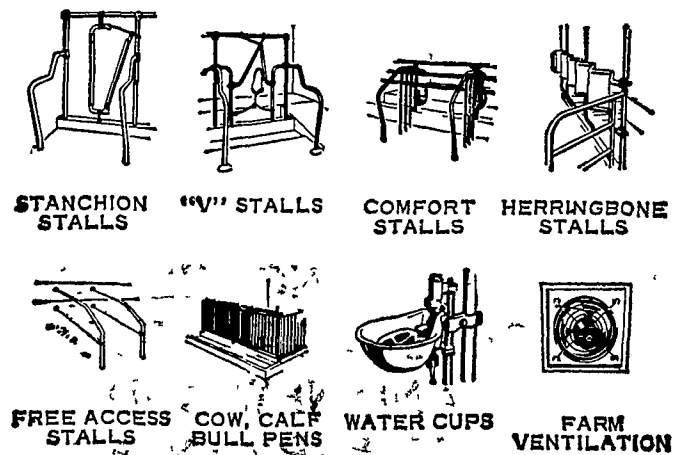 STANCHION
STALLS
"V" STALLS
COMFORT
STALLS
HERRINGBONE
STALLS
FREE ACCESS
STALLS
COW, CALF
BULL PENS
WATER CUPS
FARM
VENTILATION